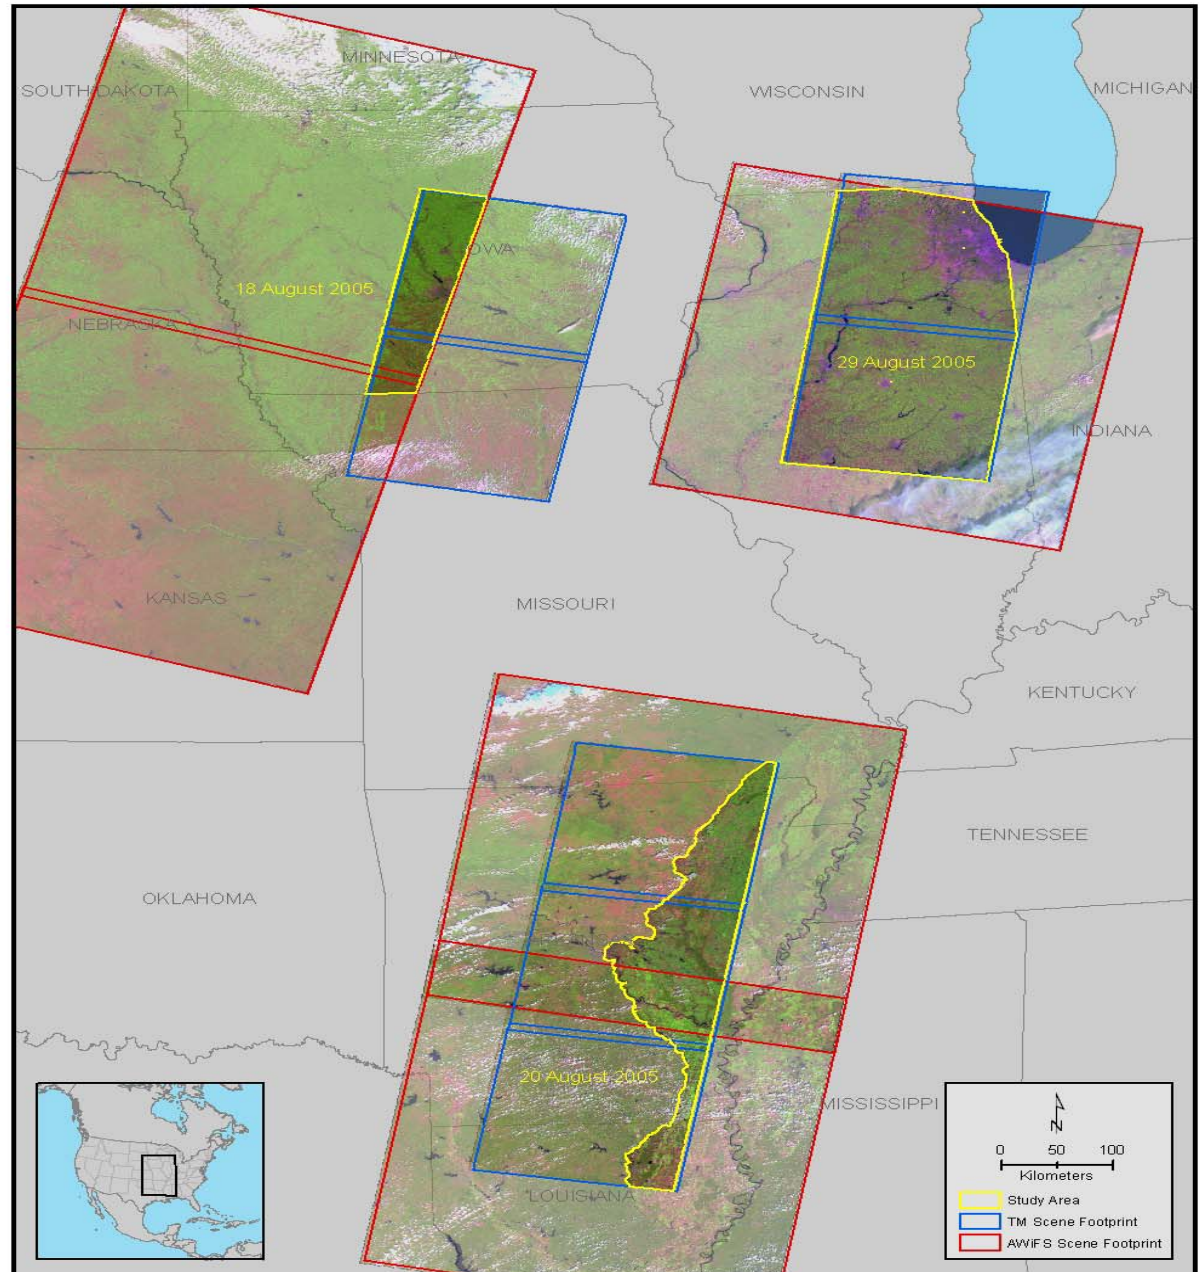 MINNESOTA
SOUTH DAKOTA
WISCONSIN
MICHIGAN
IOWA
18 August 2005
NEBRASKA
29 August 2005
INDIANA
KANSAS
MISSOURI
KENTUCKY
TENNESSEE
OKLAHOMA
20 August 2005
MISSISSIPPI
LOUISIANA
N
0 50 100
Kilometers
Study Area
TM Scene Footprint
AWiFS Scene Footprint